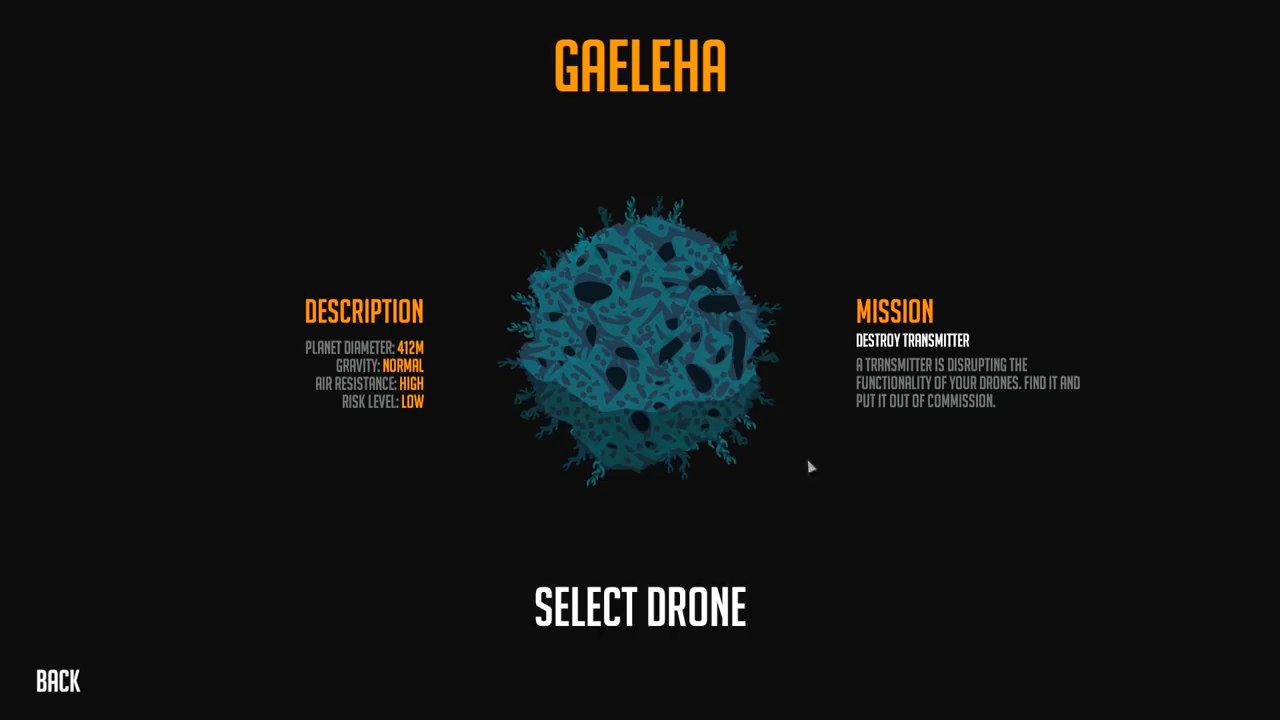 GAELEHA
DESCRIPTION
PLANET DIAMETER: 412M
GRAVITY: NORMAL
AIR RESISTANCE: HIGH
RISK LEVEL: LOW
MISSION
DESTROY TRANSMITTER
A TRANSMITTER IS DISRUPTING THE
FUNCTIONALITY OF YOUR DRONES. FIND IT AND
PUT IT OUT OF COMMISSION.
SELECT DRONE
BACK